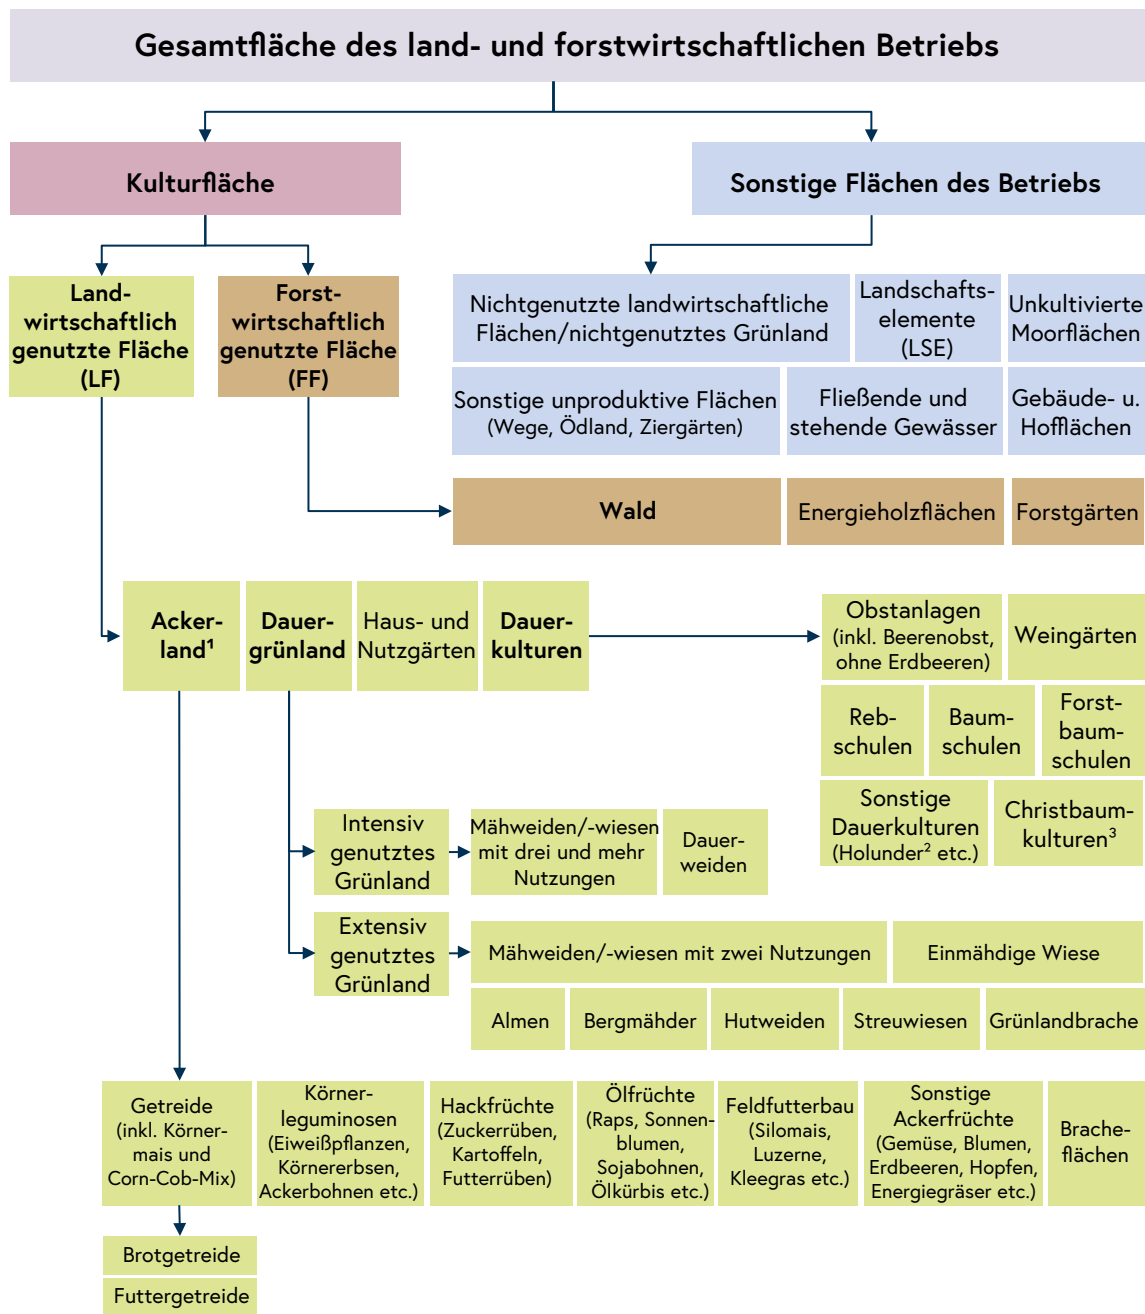 Gesamtfläche des land- und forstwirtschaftlichen Betriebs
Kulturfläche
Sonstige Flächen des Betriebs
Land-
wirtschaftlich
genutzte Fläche
(LF)
Forst-
wirtschaftlich
genutzte Fläche
(FF)
Nichtgenutzte landwirtschaftliche
Flächen/nichtgenutztes Grünland
Landschafts-
elemente
(LSE)
Unkultivierte
Moorflächen
Sonstige unproduktive Flächen
(Wege, Ödland, Ziergärten)
Fließende und
stehende Gewässer
Gebäude- u.
Hofflächen
Wald
Energieholzflächen
Forstgärten
Acker-
land¹
Dauer-
grünland
Haus- und
Nutzgärten
Dauer-
kulturen
Obstanlagen
(inkl. Beerenobst,
ohne Erdbeeren)
Weingärten
Reb-
schulen
Baum-
schulen
Forst-
baum-
schulen
Sonstige
Dauerkulturen
(Holunder² etc.)
Christbaum-
kulturen³
Intensiv
genutztes
Grünland
Mähweiden/-wiesen
mit drei und mehr
Nutzungen
Dauer-
weiden
Extensiv
genutztes
Grünland
Mähweiden/-wiesen mit zwei Nutzungen
Einmähdige Wiese
Almen
Bergmähder
Hutweiden
Streuwiesen
Grünlandbrache
Getreide
(inkl. Körner-
mais und
Corn-Cob-Mix)
Körner-
leguminosen
(Eiweißpflanzen,
Körnererbsen,
Ackerbohnen etc.)
Hackfrüchte
(Zuckerrüben,
Kartoffeln,
Futterrüben)
Ölfrüchte
(Raps, Sonnen-
blumen,
Sojabohnen,
Ölkürbis etc.)
Feldfutterbau
(Silomais,
Luzerne,
Kleegras etc.)
Sonstige
Ackerfrüchte
(Gemüse, Blumen,
Erdbeeren, Hopfen,
Energiegräser etc.)
Brache-
flächen
Brotgetreide
Futtergetreide